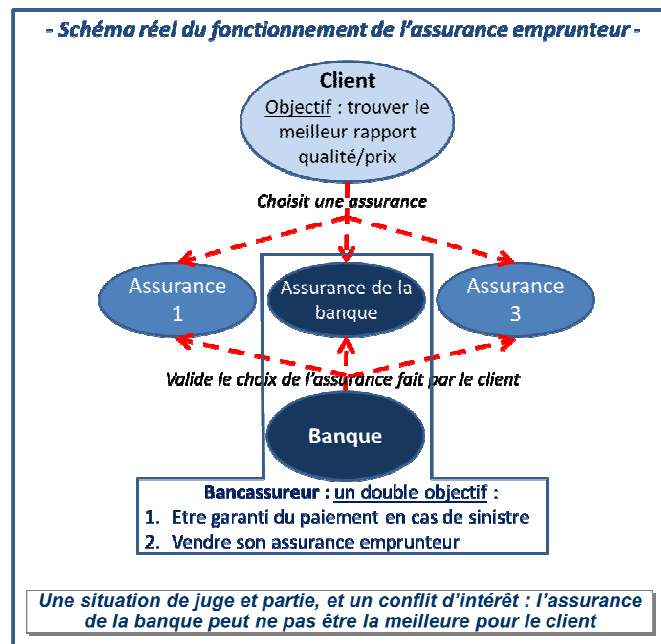 - Schéma réel du fonctionnement de l'assurance emprunteur -
Client
Objectif : trouver le
meilleur rapport
qualité/prix
Choisit une assurance
Assurance
1
Assurance de la
banque
Assurance
3
Valide le choix de l'assurance fait par le client
Banque
Bancassureur : un double objectif :
1. Etre garanti du paiement en cas de sinistre
2. Vendre son assurance emprunteur
Une situation de juge et partie, et un conflit d'intérêt : l'assurance
de la banque peut ne pas être la meilleure pour le client